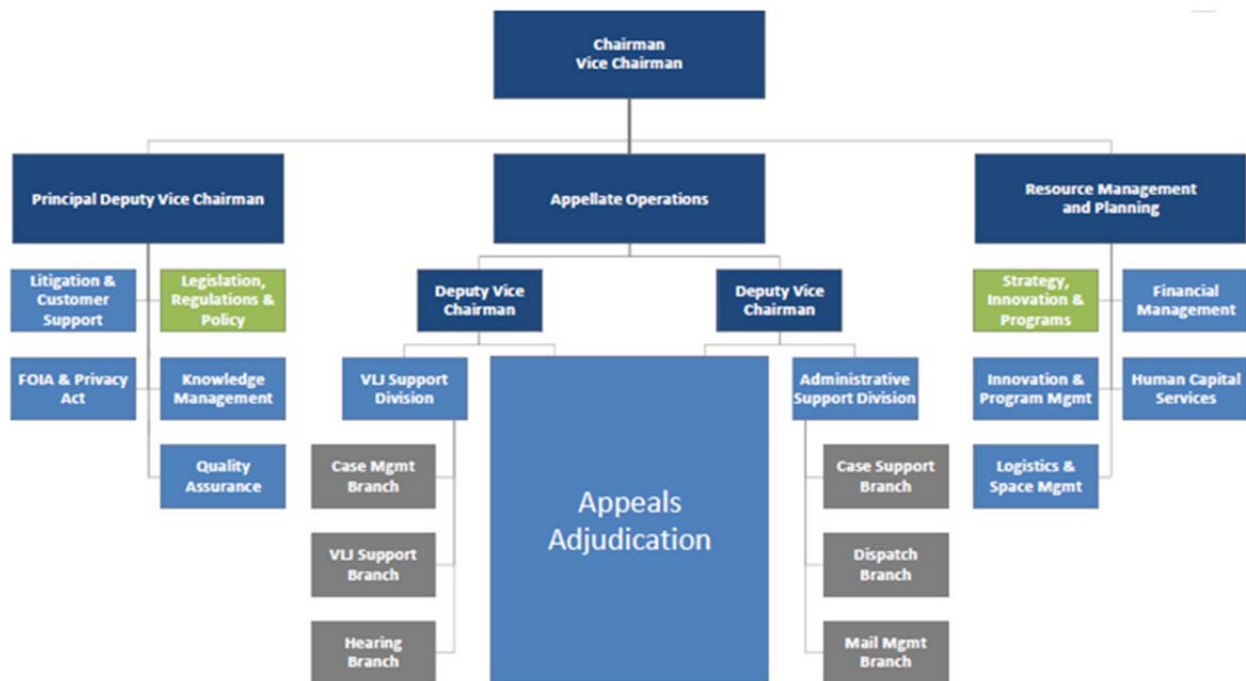 Chairman
Vice Chairman
Principal Deputy Vice Chairman
Appellate Operations
Resource Management
and Planning
Litigation &
Customer
Support
Legislation,
Regulations &
Policy
FOIA & Privacy
Act
Knowledge
Management
Quality
Assurance
Deputy Vice
Chairman
Deputy Vice
Chairman
VLJ Support
Division
Case Mgmt
Branch
VLJ Support
Branch
Hearing
Branch
Appeals
Adjudication
Administrative
Support Division
Case Support
Branch
Dispatch
Branch
Mail Mgmt
Branch
Strategy,
Innovation &
Programs
Financial
Management
Innovation &
Program Mgmt
Human Capital
Services
Logistics &
Space Mgmt